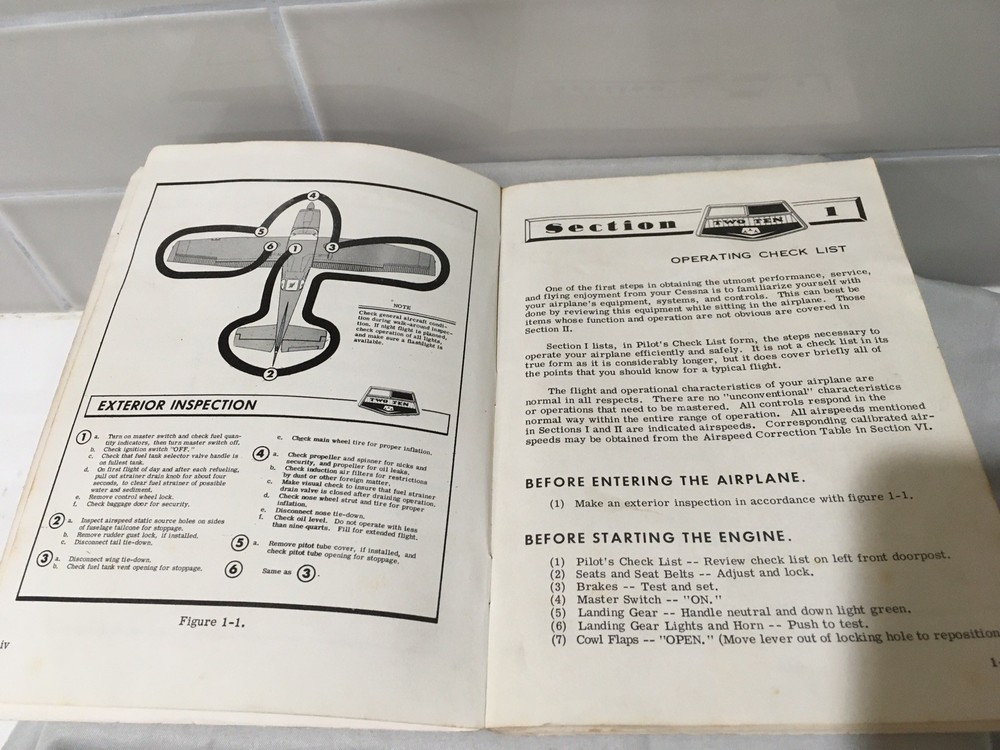 4
5
6
1
3
2
NOTE
Check general aircraft condi-
tion during walk-around inspec-
tion. If night flight is planned,
check operation of all lights,
and make sure a flashlight is
available.
EXTERIOR INSPECTION
TWO TEN
1 a. Turn on master switch and check fuel quan-
tity indicators, then turn master switch off.
b. Check ignition switch "OFF."
c. Check that fuel tank selector valve handle is
on fullest tank.
d. On first flight of day and after each refueling,
pull out strainer drain knob for about four
seconds, to clear fuel strainer of possible
water and sediment.
e. Remove control wheel lock.
f. Check baggage door for security.
2 a. Inspect airspeed static source holes on sides
of fuselage tailcone for stoppage.
b. Remove rudder gust lock, if installed.
c. Disconnect tail tie-down.
3 a. Disconnect wing tie-down.
b. Check fuel tank vent opening for stoppage.
c. Check main wheel tire for proper inflation.
4 a. Check propeller and spinner for nicks and
security, and propeller for oil leaks.
b. Check induction air filters for restrictions
by dust or other foreign matter.
c. Make visual check to insure that fuel strainer
drain valve is closed after draining operation.
d. Check nose wheel strut and tire for proper
inflation.
e. Disconnect nose tie-down.
f. Check oil level. Do not operate with less
than nine quarts. Fill for extended flight.
5 a. Remove pitot tube cover, if installed, and
check pitot tube opening for stoppage.
6 Same as 3.
Figure 1-1.
iv
Section TWO TEN 1
OPERATING CHECK LIST
One of the first steps in obtaining the utmost performance, service,
and flying enjoyment from your Cessna is to familiarize yourself with
your airplane's equipment, systems, and controls. This can best be
done by reviewing this equipment while sitting in the airplane. Those
items whose function and operation are not obvious are covered in
Section II.
Section I lists, in Pilot's Check List form, the steps necessary to
operate your airplane efficiently and safely. It is not a check list in its
true form as it is considerably longer, but it does cover briefly all of
the points that you should know for a typical flight.
The flight and operational characteristics of your airplane are
normal in all respects. There are no "unconventional" characteristics
or operations that need to be mastered. All controls respond in the
normal way within the entire range of operation. All airspeeds mentioned
in Sections I and II are indicated airspeeds. Corresponding calibrated air-
speeds may be obtained from the Airspeed Correction Table in Section VI.
BEFORE ENTERING THE AIRPLANE.
(1) Make an exterior inspection in accordance with figure 1-1.
BEFORE STARTING THE ENGINE.
(1) Pilot's Check List -- Review check list on left front doorpost.
(2) Seats and Seat Belts -- Adjust and lock.
(3) Brakes -- Test and set.
(4) Master Switch -- "ON."
(5) Landing Gear -- Handle neutral and down light green.
(6) Landing Gear Lights and Horn -- Push to test.
(7) Cowl Flaps -- "OPEN." (Move lever out of locking hole to reposition